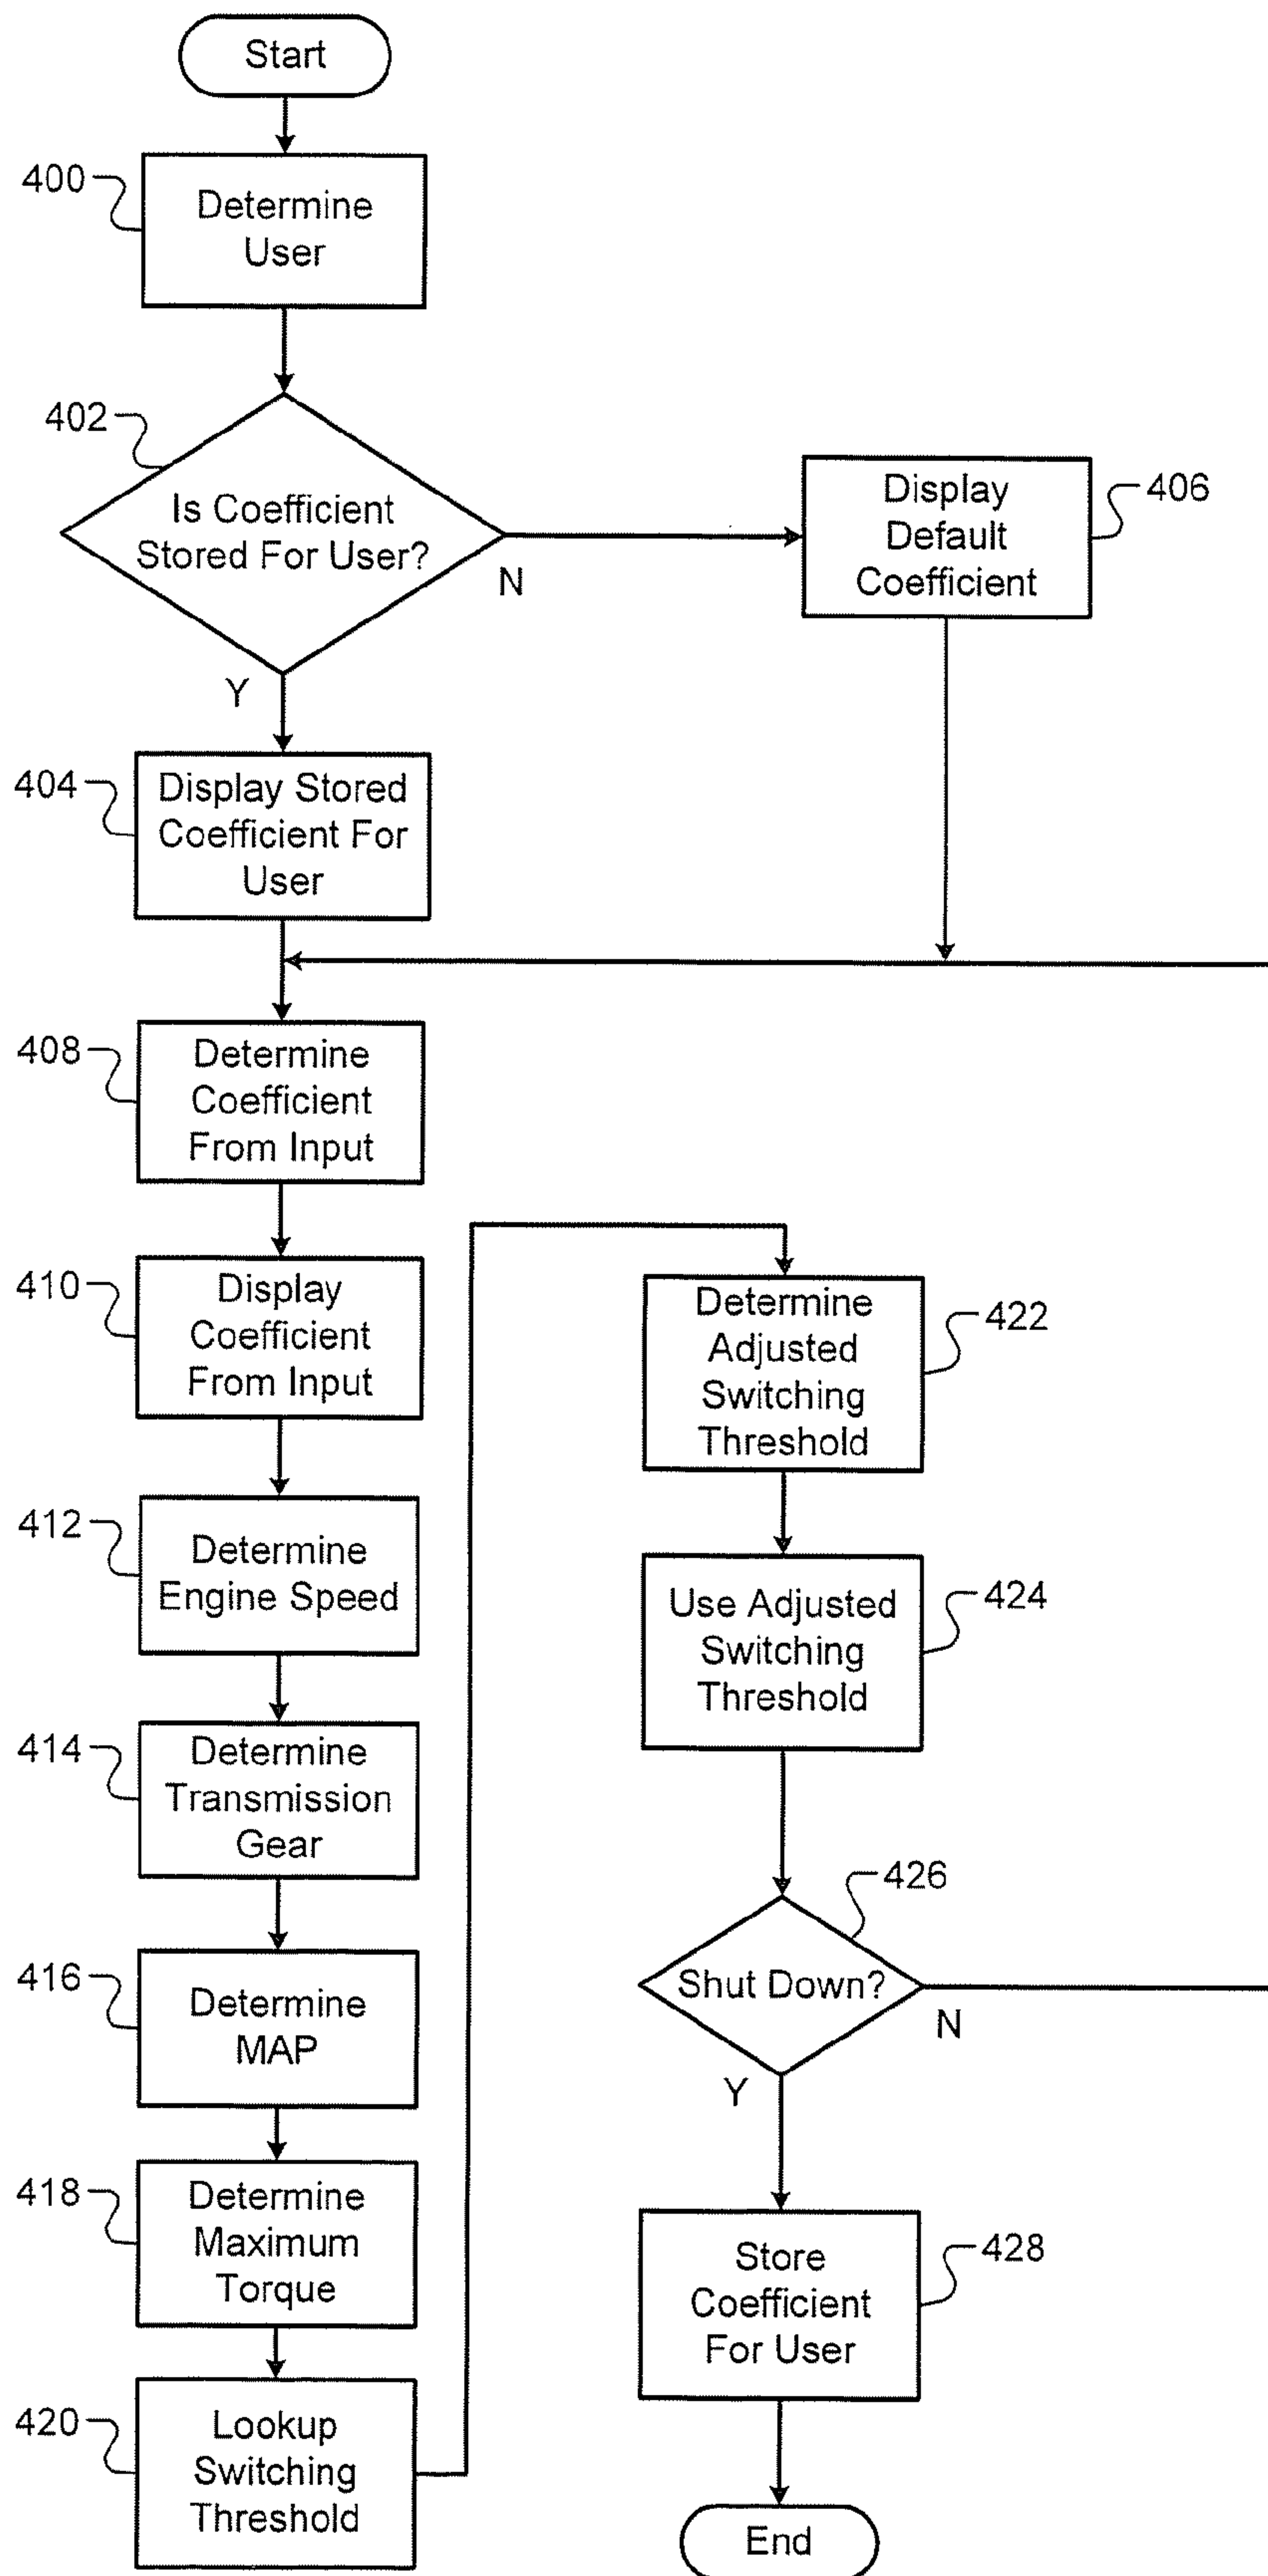 Start
400
Determine
User
402
Is Coefficient
Stored For User?
N
Y
Display
Default
Coefficient
406
404
Display Stored
Coefficient For
User
408
Determine
Coefficient
From Input
410
Display
Coefficient
From Input
412
Determine
Engine Speed
414
Determine
Transmission
Gear
416
Determine
MAP
418
Determine
Maximum
Torque
420
Lookup
Switching
Threshold
Determine
Adjusted
Switching
Threshold
422
Use Adjusted
Switching
Threshold
424
426
Shut Down?
N
Y
Store
Coefficient
For User
428
End